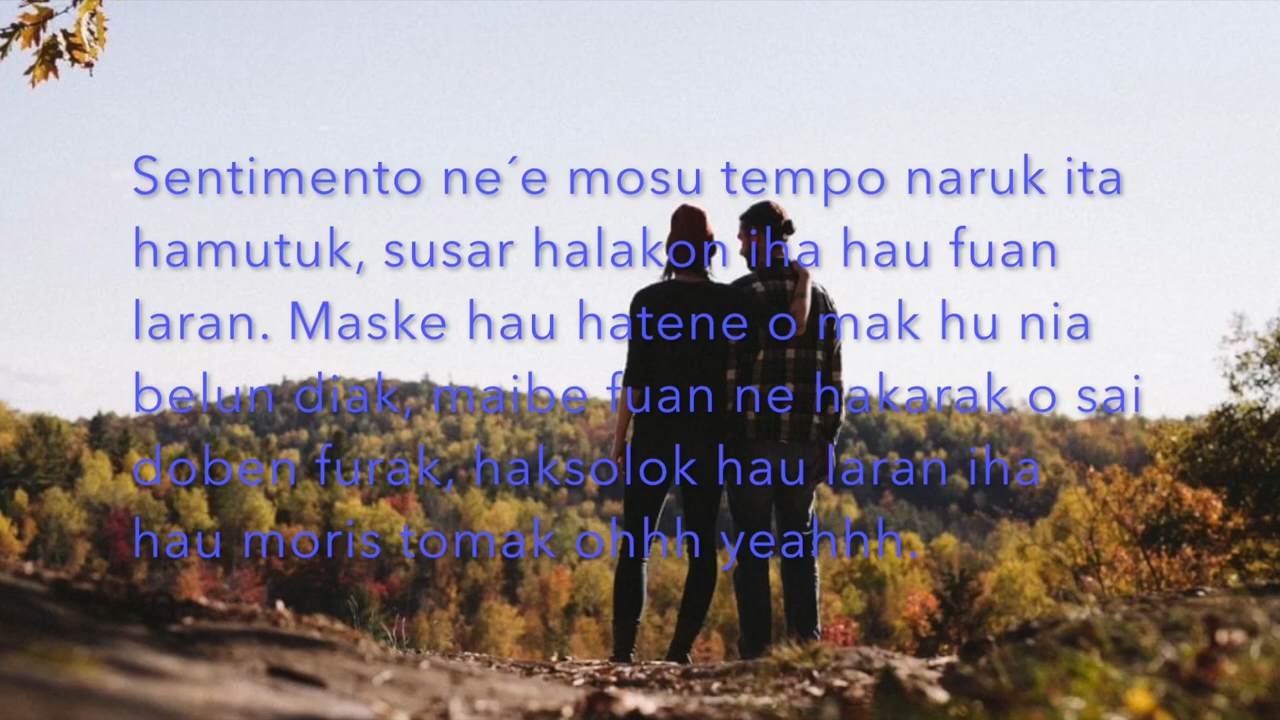 Sentimento ne´e mosu tempo naruk ita
hamutuk, susar halakon iha hau fuan
laran. Maske hau hatene o mak hu nia
belun diak, maibe fuan ne hakarak o sai
doben furak, haksolok hau laran iha
hau moris tomak ohhh yeahhh.